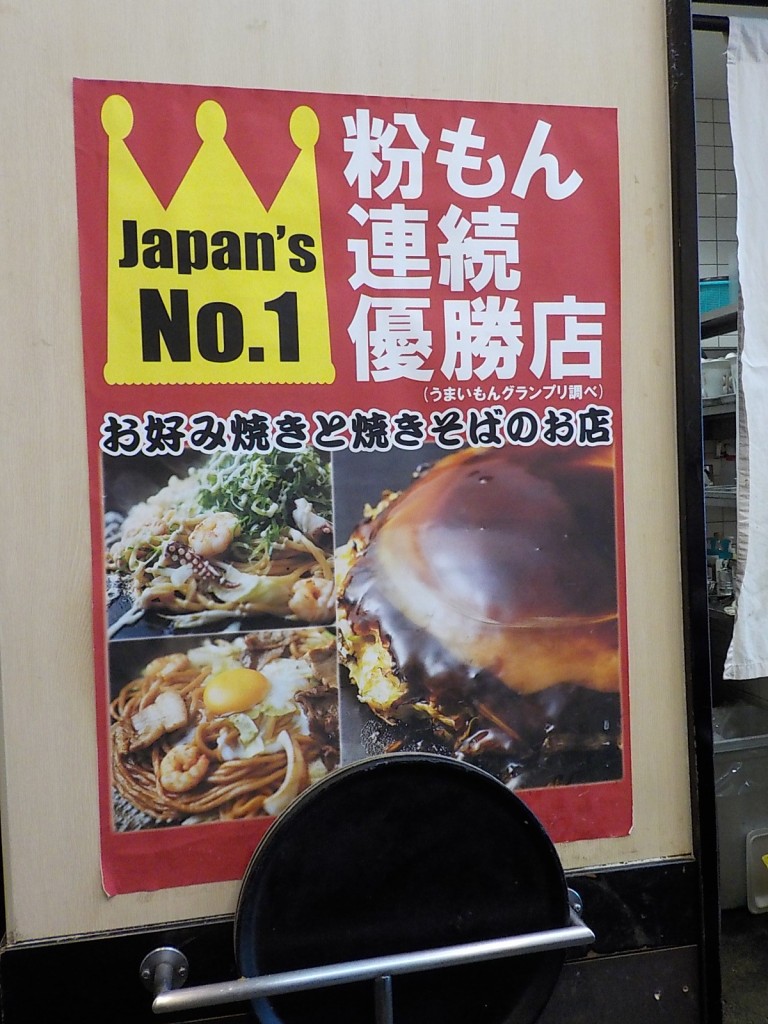 Japan's
No.1
粉もん
連続
優勝店
(うまいもんグランプリ調べ)
お好み焼きと焼きそばのお店